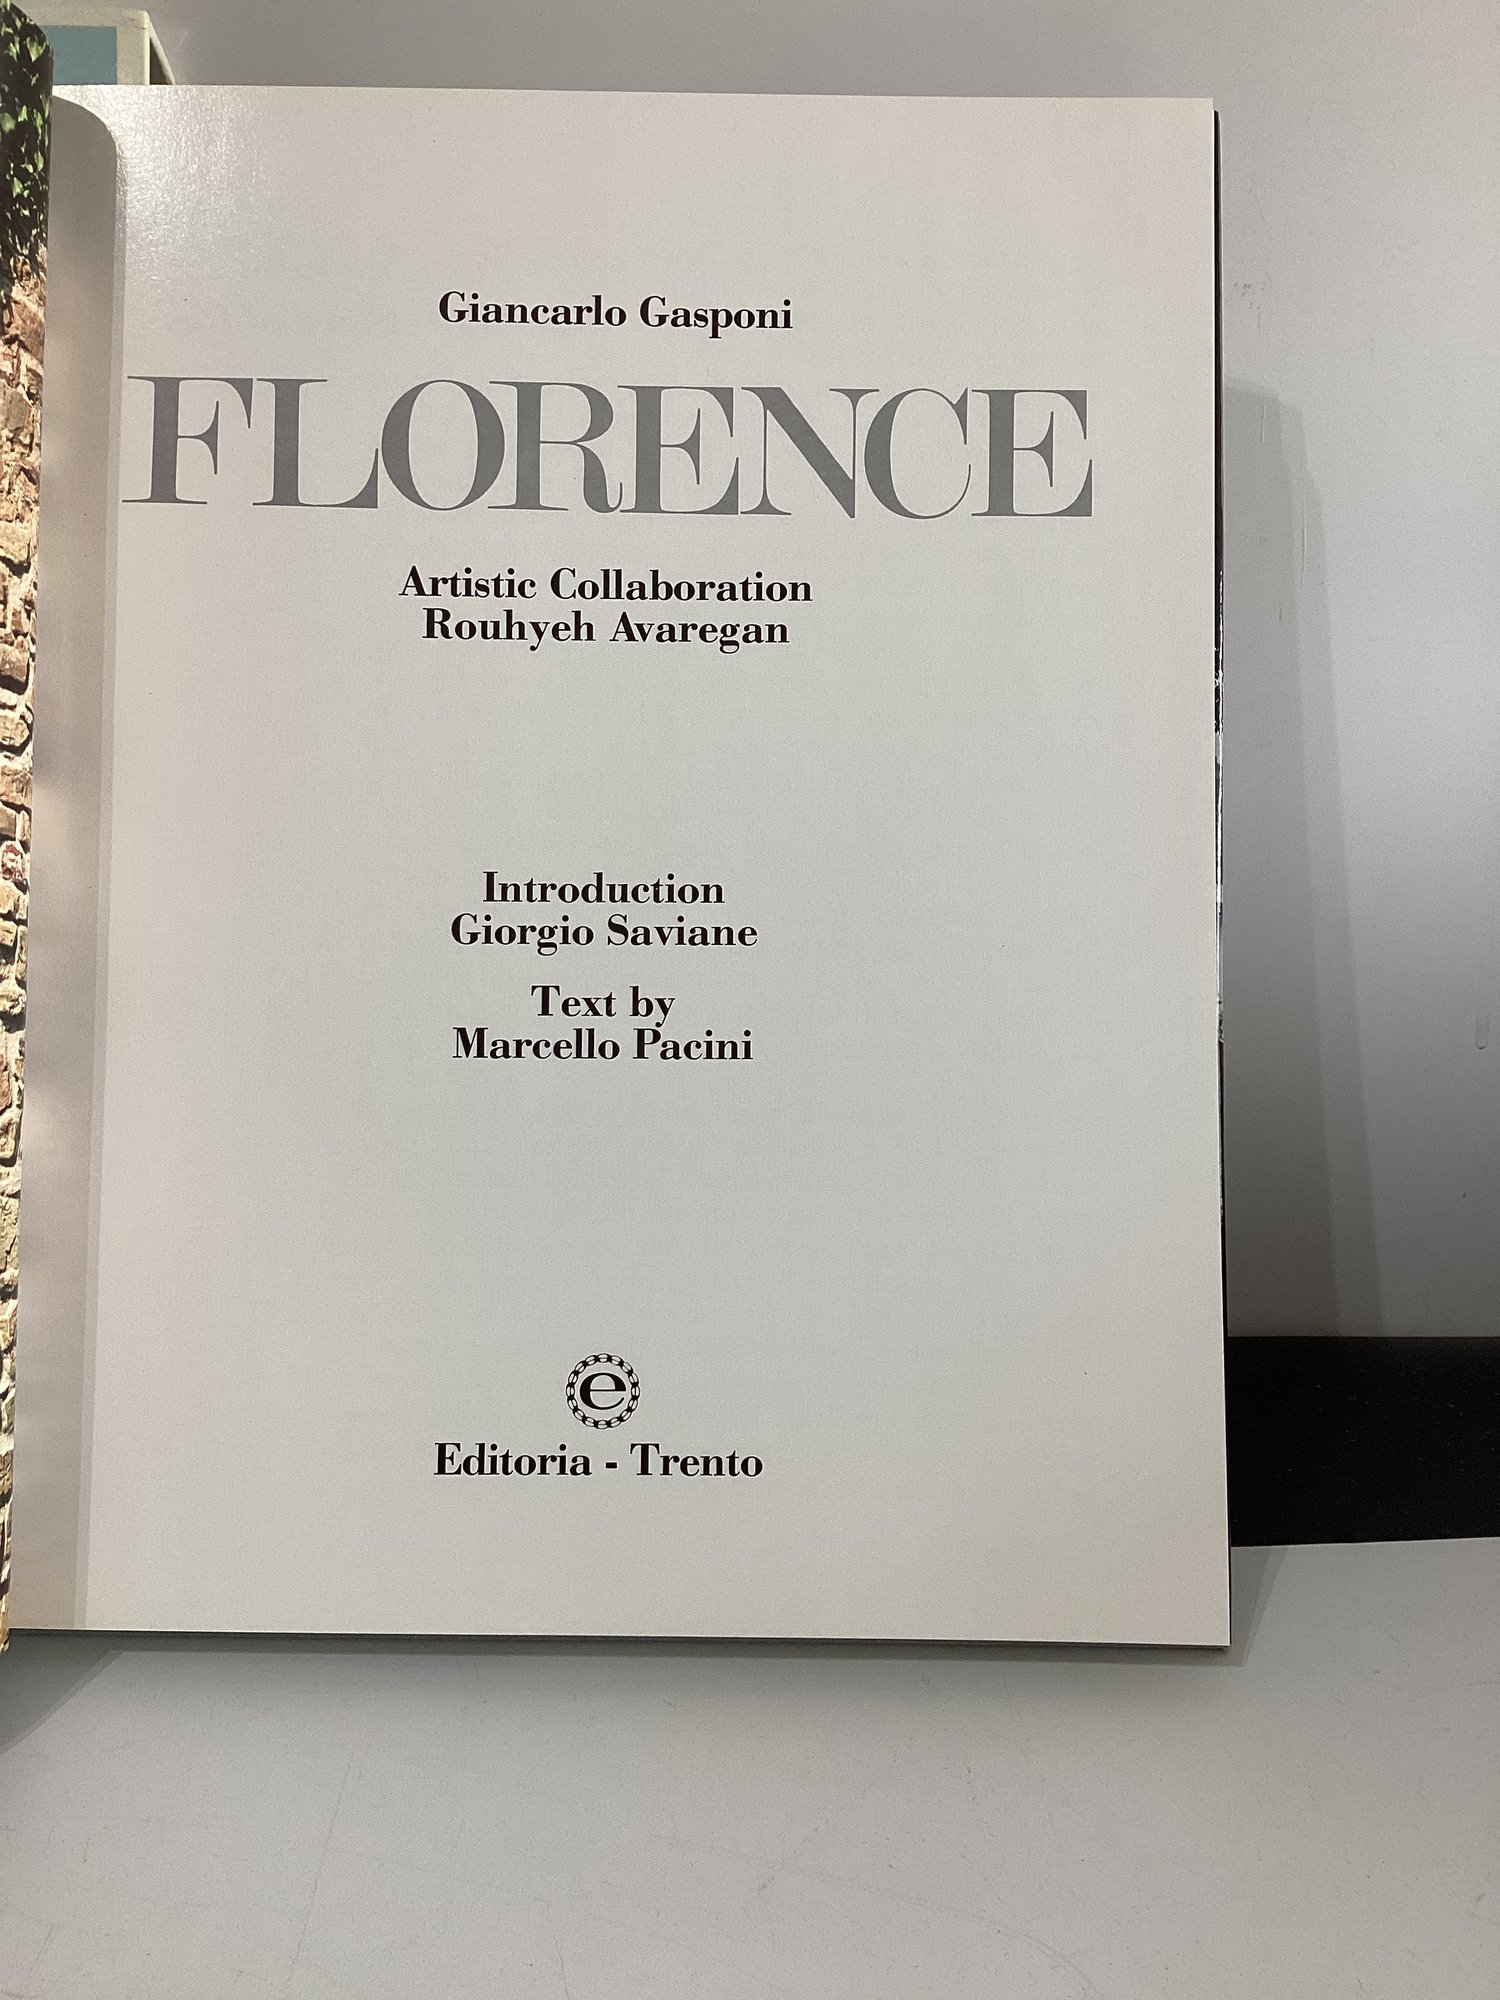 Giancarlo Gasponi
FLORENCE
Artistic Collaboration
Rouhyeh Avaregan
Introduction
Giorgio Saviane
Text by
Marcello Pacini
e
Editoria - Trento